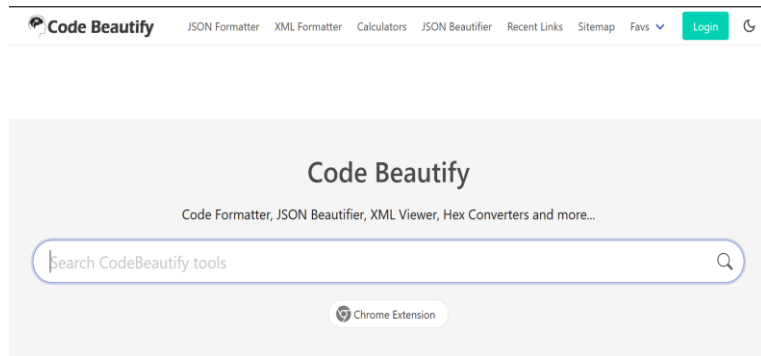 Code Beautify JSON Formatter XML Formatter Calculators JSON Beautifier Recent Links Sitemap Favs Login
Code Beautify
Code Formatter, JSON Beautifier, XML Viewer, Hex Converters and more...
Search CodeBeautify tools
Chrome Extension